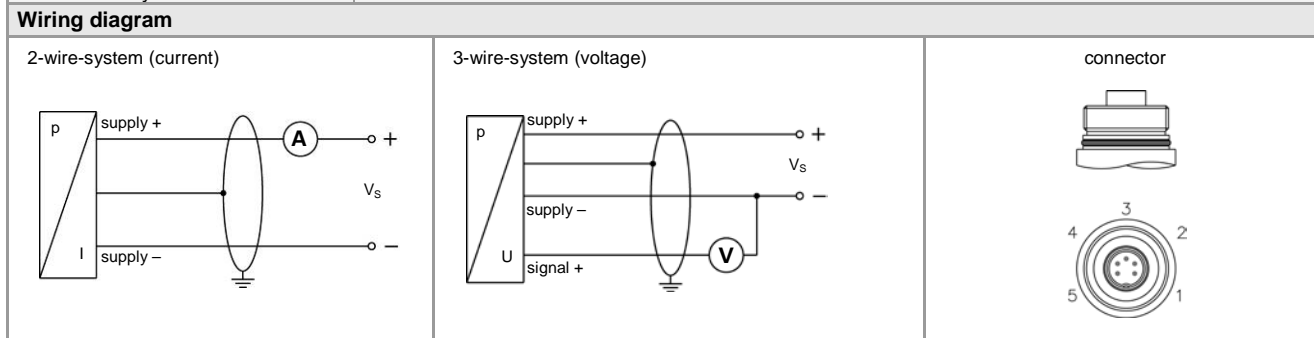 Wiring diagram
2-wire-system (current)
p
supply +
A
+
VS
I
supply –
–
3-wire-system (voltage)
p
supply +
+
VS
supply –
–
U
signal +
V
connector
3
4
2
5
1